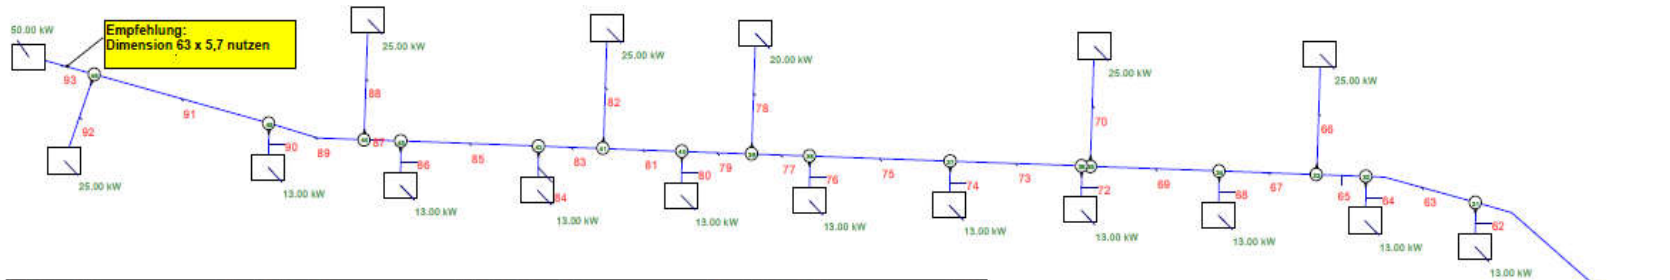 50.00 kW
Empfehlung:
Dimension 63 x 5,7 nutzen
25.00 kW
25.00 kW
20.00 kW
25.00 kW
25.00 kW
93
88
82
78
70
66
92
91
90
89
87
86
85
84
83
81
80
79
77
76
75
74
73
72
69
68
67
65
64
63
62
25.00 kW
13.00 kW
13.00 kW
13.00 kW
13.00 kW
13.00 kW
13.00 kW
13.00 kW
13.00 kW
13.00 kW
13.00 kW